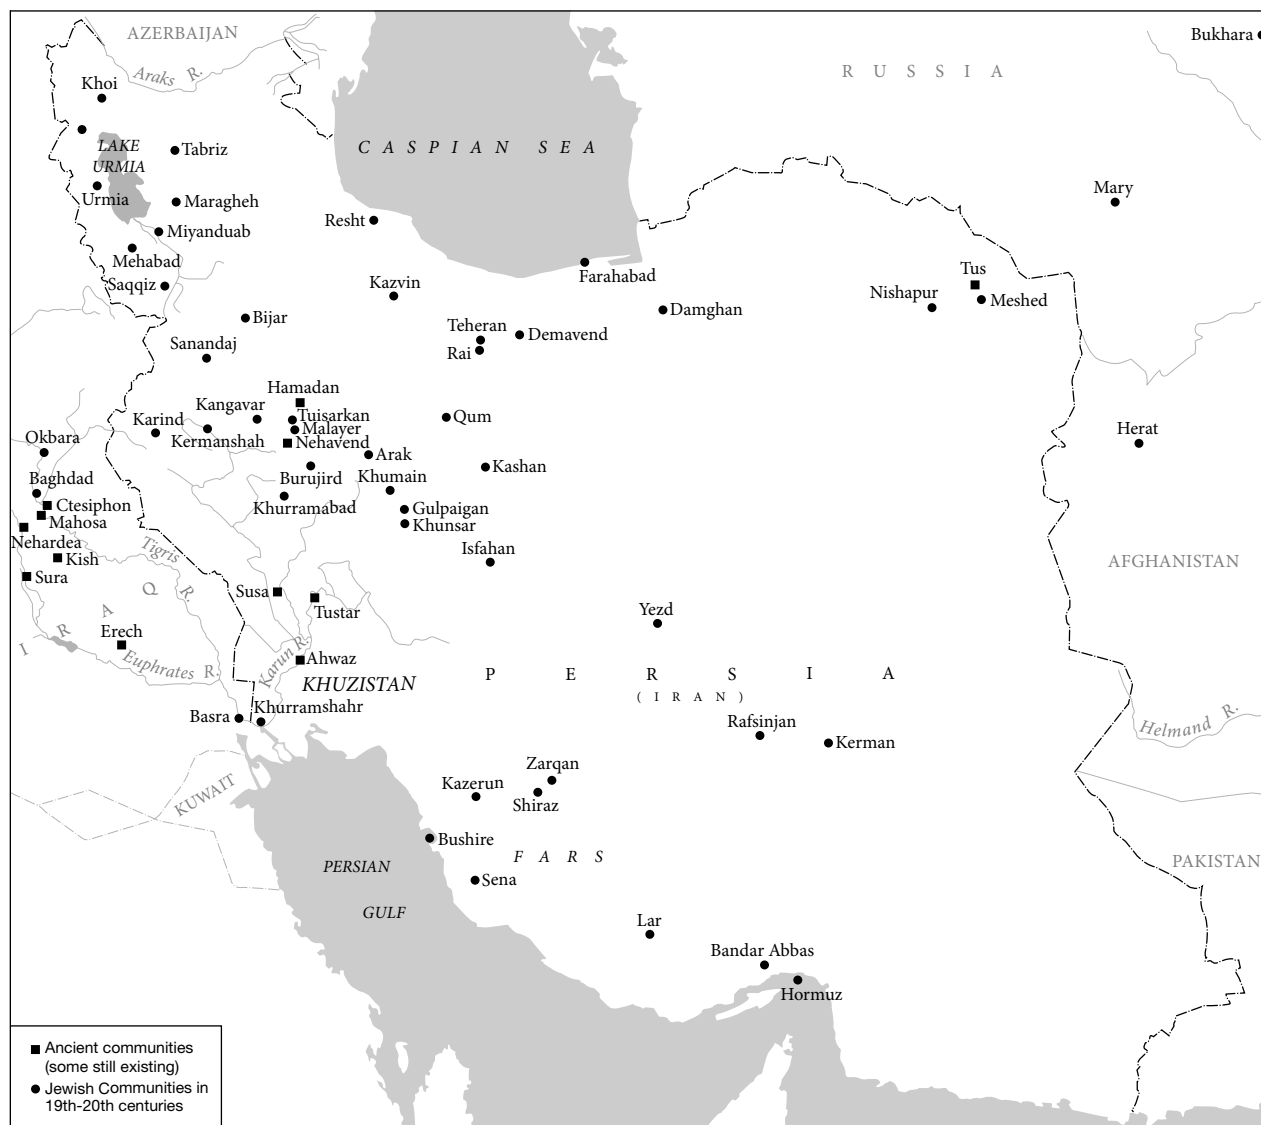 AZERBAIJAN
Bukhara
Araks R.
Khoi
R U S S I A
CASPIAN SEA
LAKE
URMIA
Tabriz
Urmia
Maragheh
Mary
Resht
Miyanduab
Mehabad
Farahabad
Tus
Saqqiz
Kazvin
Nishapur
Meshed
Bijar
Damghan
Teheran
Demavend
Sanandaj
Rai
Hamadan
Kangavar
Tuisarkan
Qum
Karind
Malayer
Herat
Okbara
Kermanshah
Nehavend
Arak
Kashan
Baghdad
Burujird
Khumain
Ctesiphon
Khurramabad
Gulpaigan
Mahosa
Khunsar
Nehardea
Tigris R.
Isfahan
Kish
AFGHANISTAN
Sura
Susa
Tustar
Yezd
I R A Q
Erech
Euphrates R.
Karun R.
Ahwaz
KHUZISTAN
P E R S I A
(IRAN)
Basra
Khurramshahr
Rafsinjan
Helmand R.
Kerman
Zarqan
KUWAIT
Kazerun
Shiraz
Bushire
FARS
PERSIAN
GULF
PAKISTAN
Sena
Lar
Bandar Abbas
Hormuz
Ancient communities
(some still existing)
Jewish Communities in
19th-20th centuries